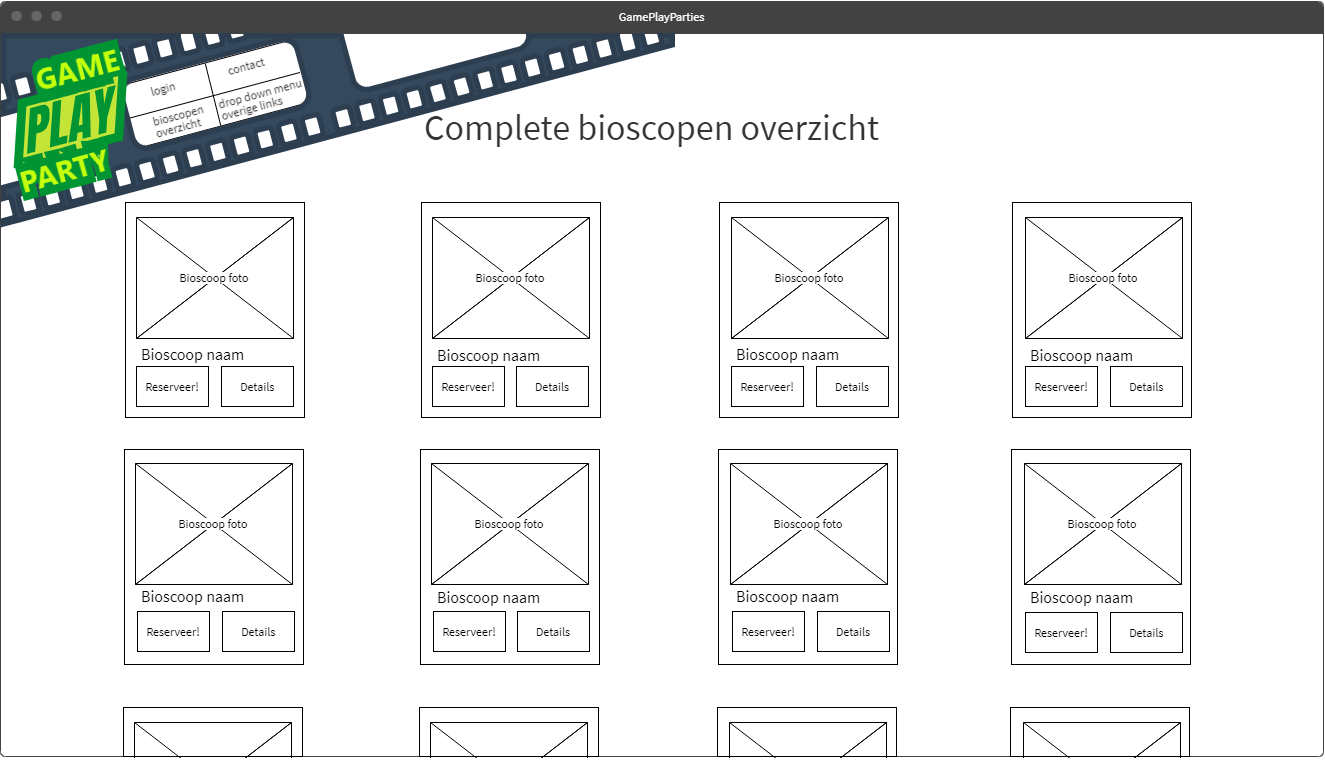 GamePlayParties
GAME
PLAY
PARTY
login
contact
bioscopen
overzicht
drop down menu
overige links
Complete bioscopen overzicht
Bioscoop foto
Bioscoop foto
Bioscoop foto
Bioscoop foto
Bioscoop naam
Bioscoop naam
Bioscoop naam
Bioscoop naam
Reserveer! Details
Reserveer! Details
Reserveer! Details
Reserveer! Details
Bioscoop foto
Bioscoop foto
Bioscoop foto
Bioscoop foto
Bioscoop naam
Bioscoop naam
Bioscoop naam
Bioscoop naam
Reserveer! Details
Reserveer! Details
Reserveer! Details
Reserveer! Details